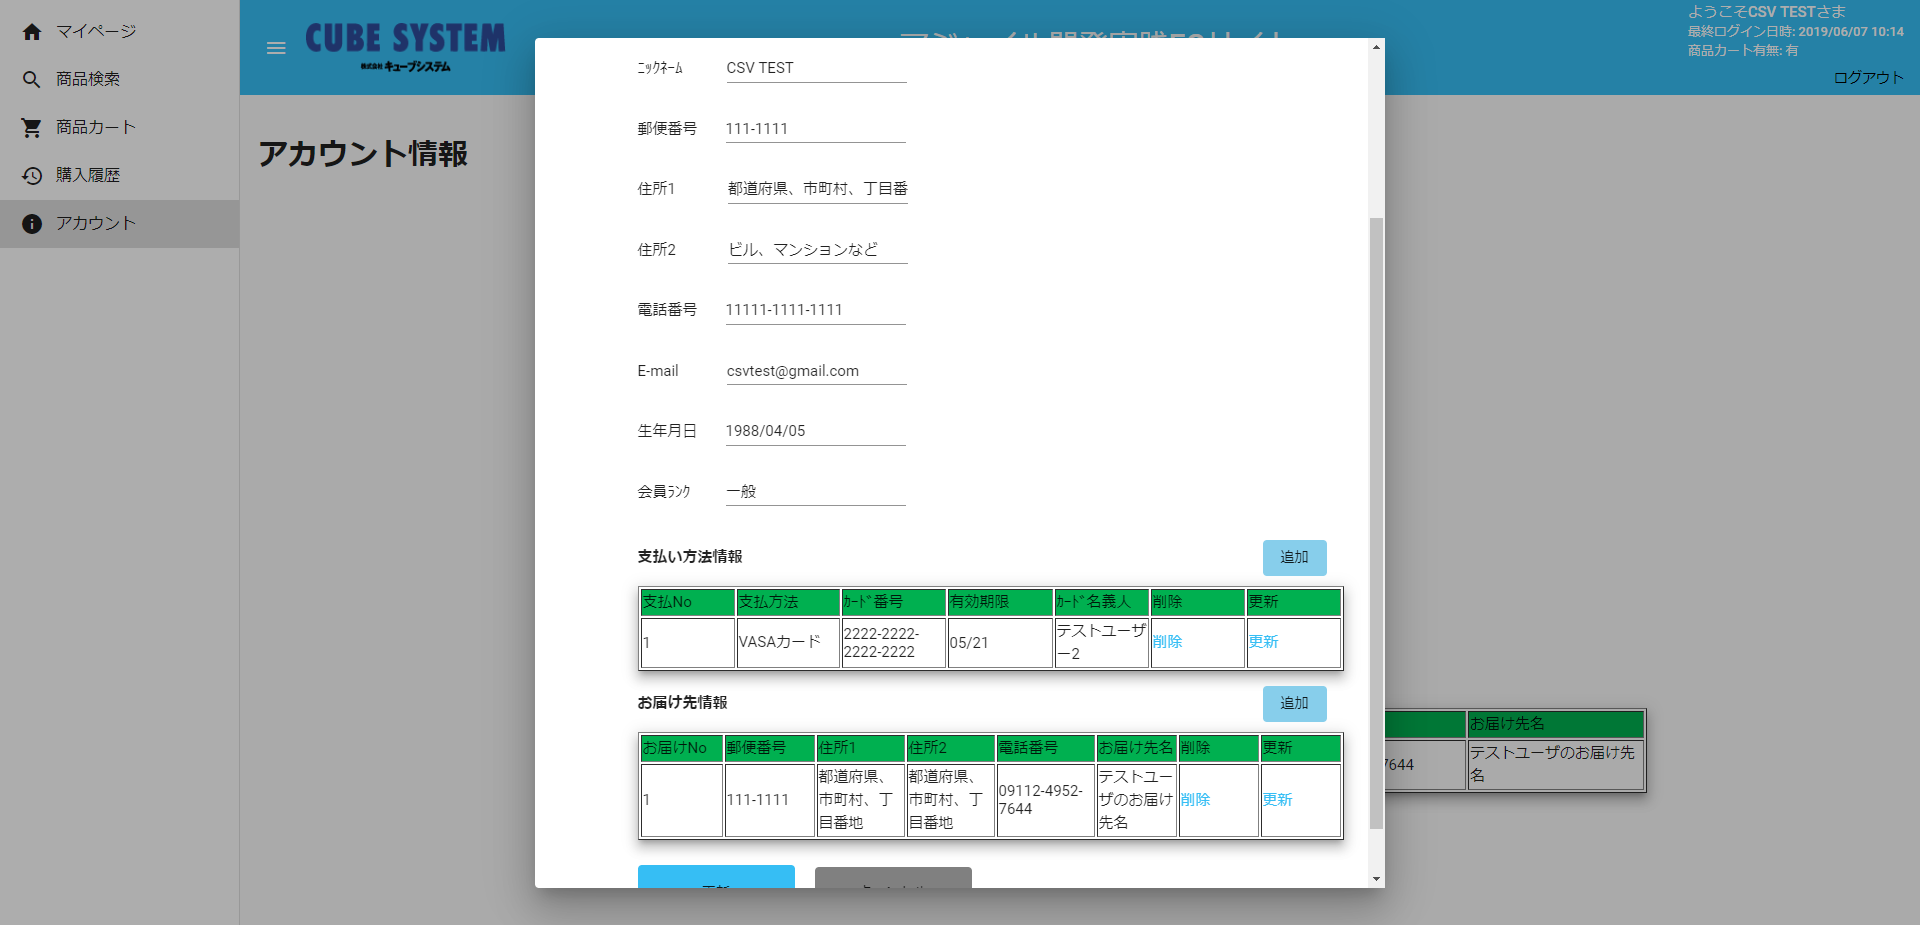 マイページ
商品検索
商品カート
購入履歴
アカウント
CUBE SYSTEM
株式会社 キューブシステム
ようこそCSV TESTさま
最終ログイン日時: 2019/06/07 10:14
商品カート有無: 有
ログアウト
アカウント情報
ﾆｯｸﾈｰﾑ CSV TEST
郵便番号 111-1111
住所1 都道府県、市町村、丁目番
住所2 ビル、マンションなど
電話番号 11111-1111-1111
E-mail csvtest@gmail.com
生年月日 1988/04/05
会員ﾗﾝｸ 一般
支払い方法情報 追加
支払No 支払方法 ｶｰﾄﾞ番号 有効期限 ｶｰﾄﾞ名義人 削除 更新
1 VASAカード 2222-2222-2222-2222 05/21 テストユーザー2 削除 更新
お届け先情報 追加
お届けNo 郵便番号 住所1 住所2 電話番号 お届け先名 削除 更新
1 111-1111 都道府県、市町村、丁目番地 都道府県、市町村、丁目番地 09112-4952-7644 テストユーザのお届け先名 削除 更新
お届け先名
7644 テストユーザのお届け先名